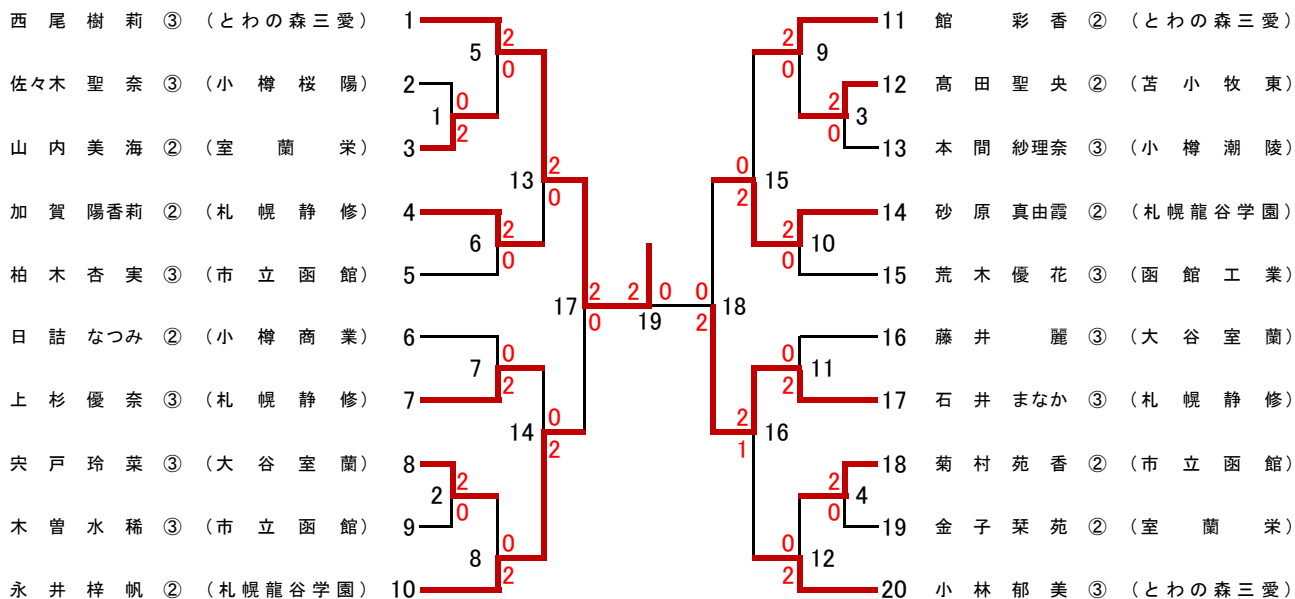 西尾樹莉 ③ (とわの森三愛) 1
2
5
0
佐々木聖奈 ③ (小樽桜陽) 2
0
1
2
山内美海 ② (室蘭栄) 3
2
13
0
加賀陽香莉 ② (札幌静修) 4
2
6
0
柏木杏実 ③ (市立函館) 5
2
17
0
日詰なつみ ② (小樽商業) 6
0
7
2
上杉優奈 ③ (札幌静修) 7
0
14
2
宍戸玲菜 ③ (大谷室蘭) 8
2
2
0
木曽水稀 ③ (市立函館) 9
0
8
2
永井梓帆 ② (札幌龍谷学園) 10
2 0
19
11 館彩香 ② (とわの森三愛)
2
9
0
12 髙田聖央 ② (苫小牧東)
2
3
0
13 本間紗理奈 ③ (小樽潮陵)
0
15
2
14 砂原真由霞 ② (札幌龍谷学園)
2
10
0
15 荒木優花 ③ (函館工業)
0
18
2
16 藤井麗 ③ (大谷室蘭)
0
11
2
17 石井まなか ③ (札幌静修)
2
16
1
18 菊村苑香 ② (市立函館)
2
4
0
19 金子栞苑 ② (室蘭栄)
0
12
2
20 小林郁美 ③ (とわの森三愛)